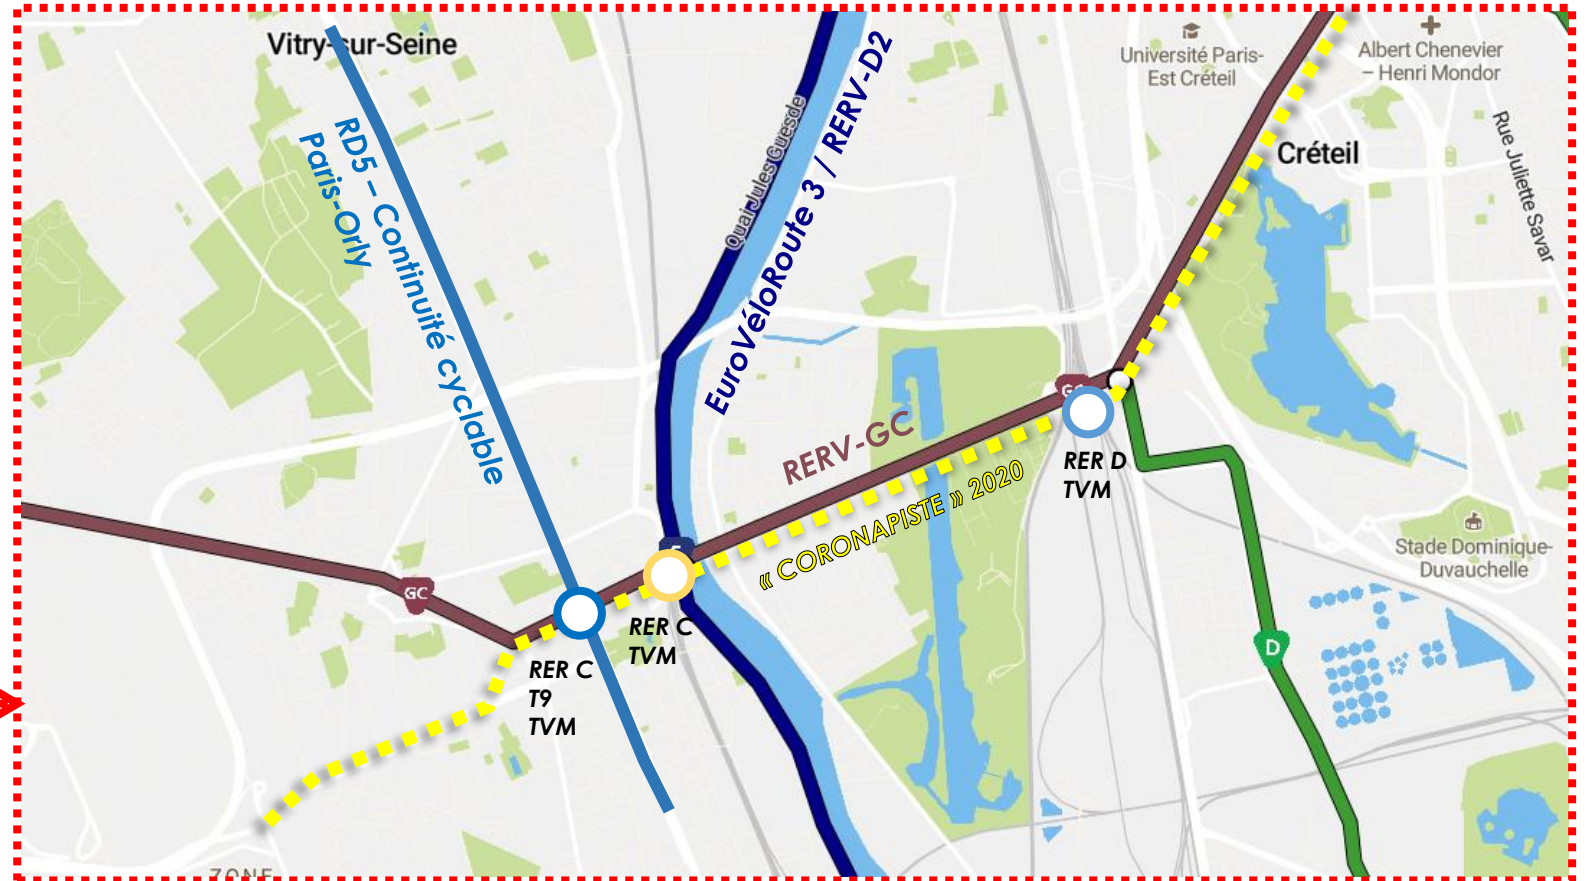 Vitry-sur-Seine
Université Paris-
Est Créteil
Albert Chenevier
– Henri Mondor
Rue Juliette Savar
Créteil
RD5 – Continuité cyclable
Paris-Orly
Quai Jules Guesde
EuroVéloRoute 3 / RERV-D2
RERV-GC
« CORONAPISTE » 2020
RER D
TVM
Stade Dominique-
Duvauchelle
GC
RER C
TVM
RER C
T9
TVM
D
ZONE